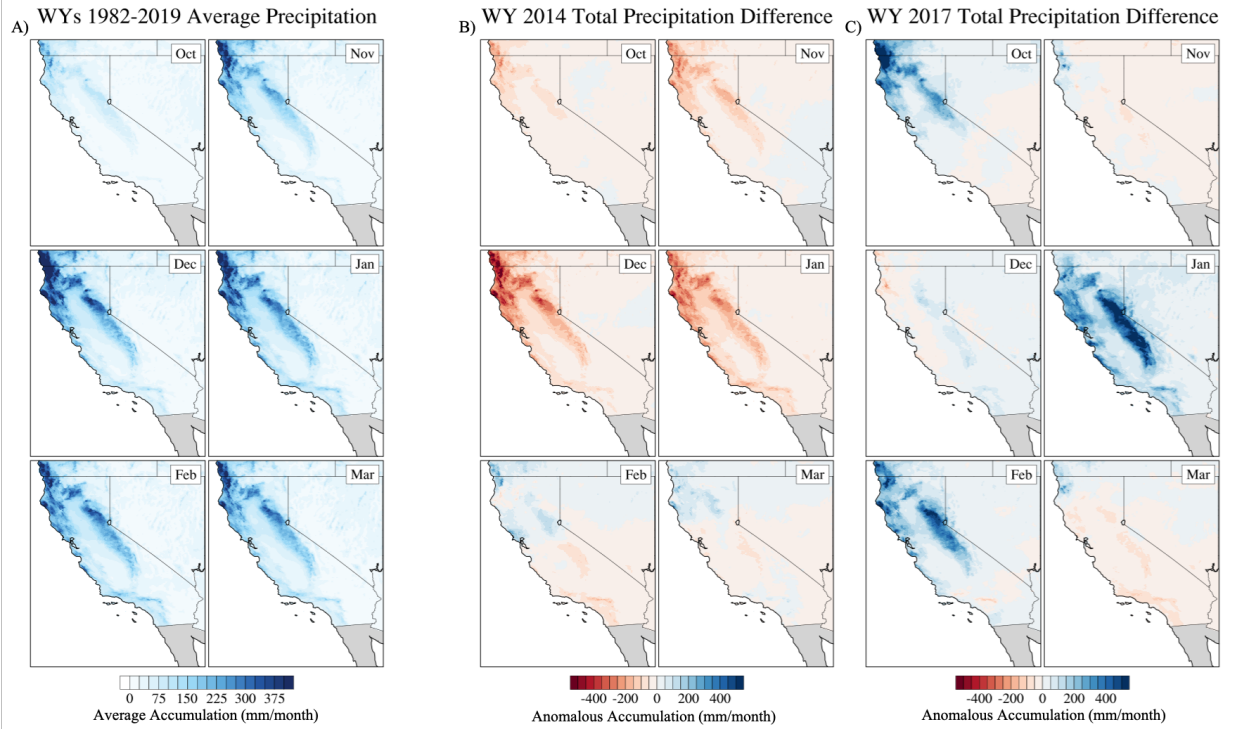 WYs 1982-2019 Average Precipitation
WY 2014 Total Precipitation Difference
WY 2017 Total Precipitation Difference
A)
B)
C)
Oct
Nov
Oct
Nov
Oct
Nov
Dec
Jan
Dec
Jan
Dec
Jan
Feb
Mar
Feb
Mar
Feb
Mar
0 75 150 225 300 375
Average Accumulation (mm/month)
-400 -200 0 200 400
Anomalous Accumulation (mm/month)
-400 -200 0 200 400
Anomalous Accumulation (mm/month)